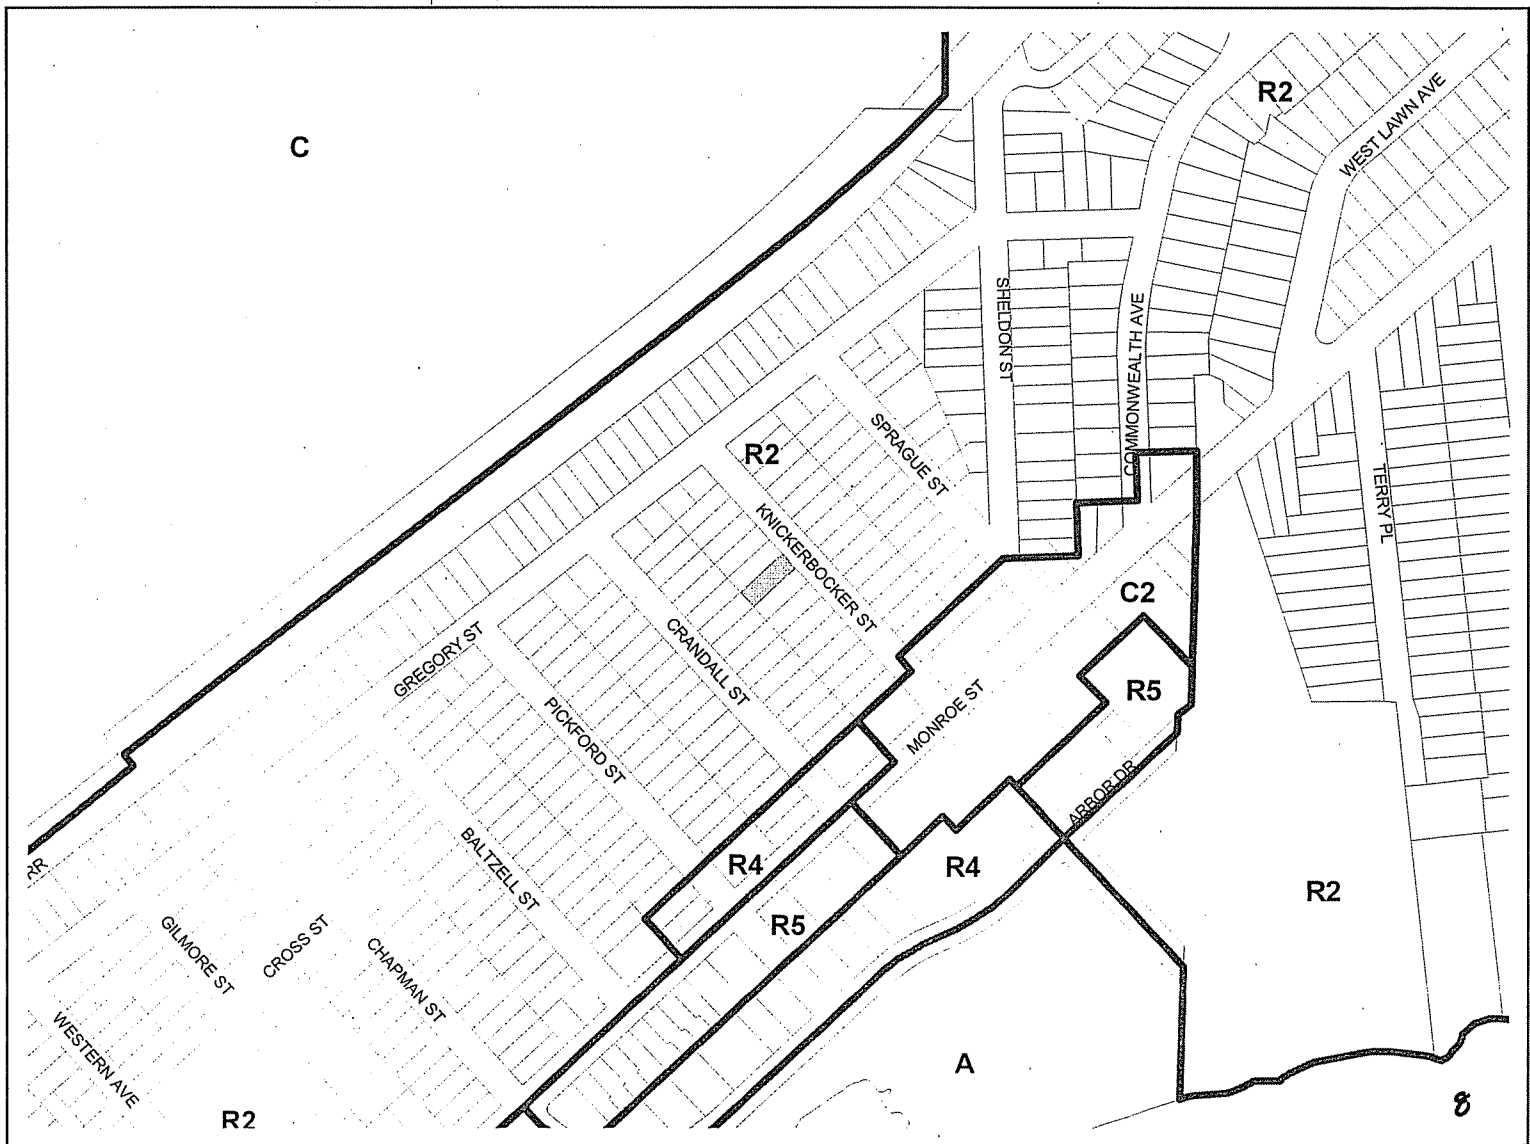 R2
WEST LAWN AVE
C
SHELDON ST
COMMONWEALTH AVE
SPRAGUE ST
R2
TERRY PL
KNICKERBOCKER ST
C2
GREGORY ST
CRANDALL ST
R5
MONROE ST
PICKFORD ST
ARBOR DR
BALTZELL ST
R4
R4
RR
R2
R5
GILMORE ST
CROSS ST
CHAPMAN ST
WESTERN AVE
A
R2
8